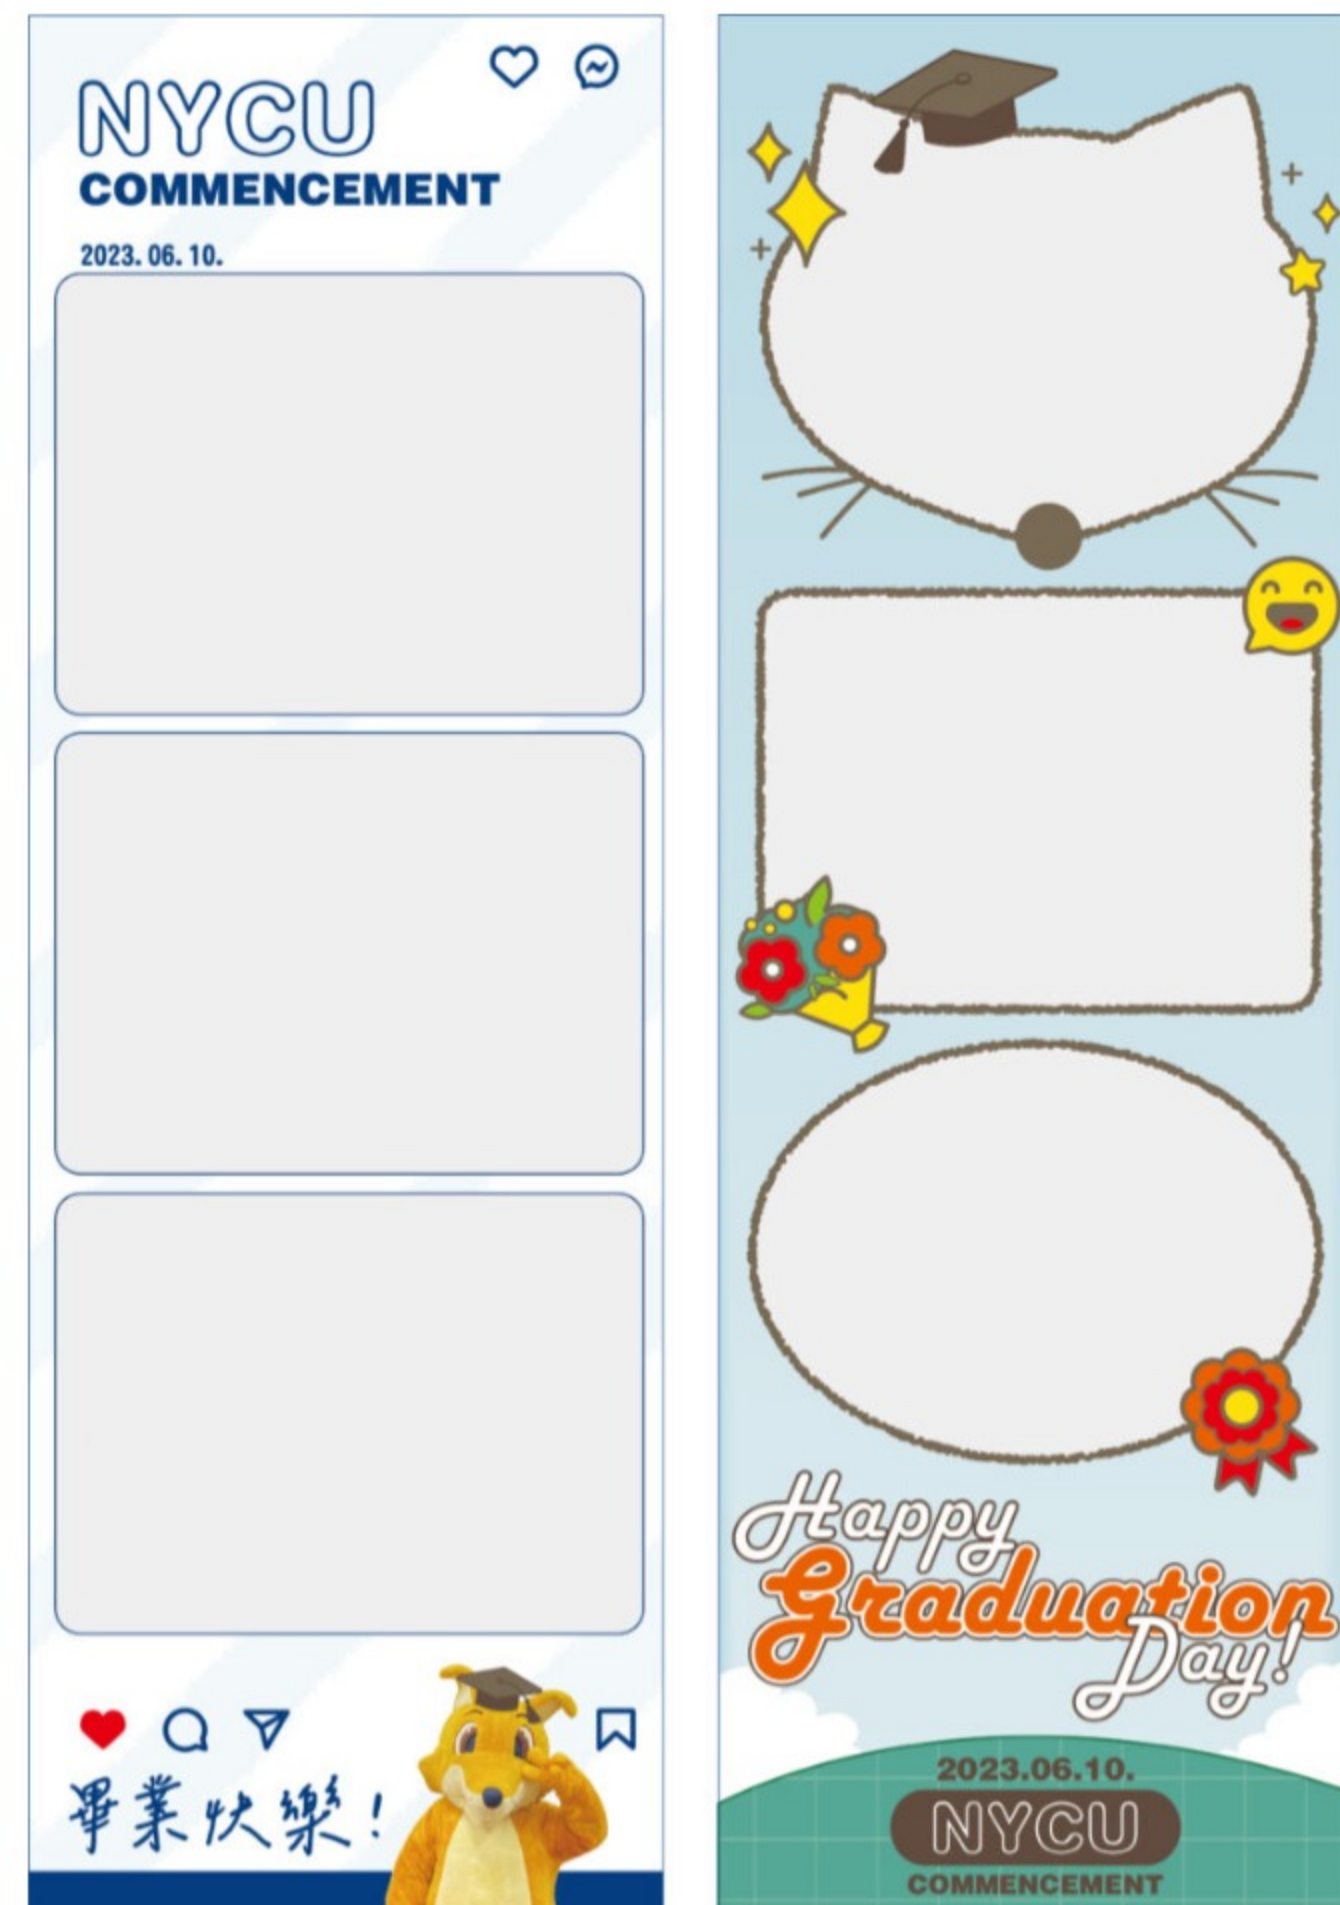 NYCU
COMMENCEMENT
2023. 06. 10.
畢業快樂!
Happy
Graduation
Day!
2023.06.10.
NYCU
COMMENCEMENT